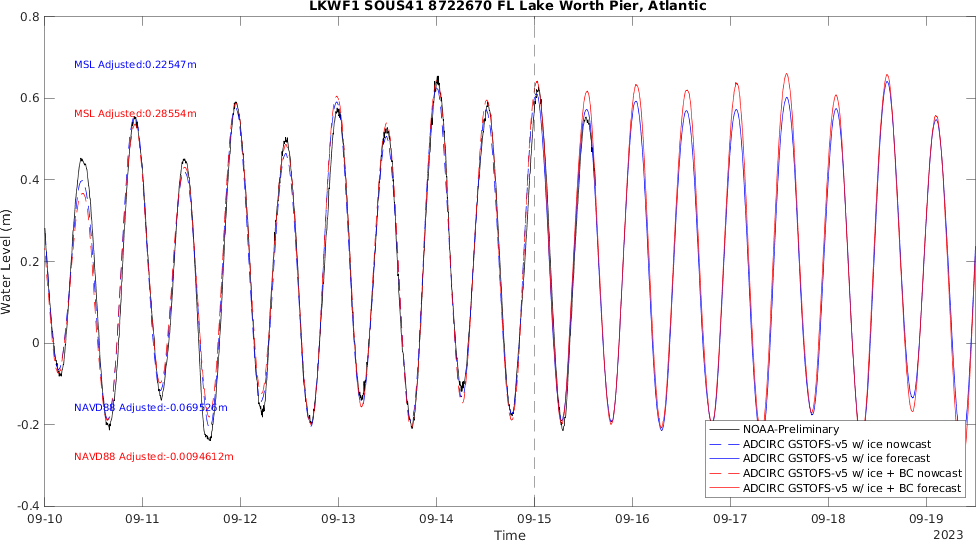 LKWF1 SOUS41 8722670 FL Lake Worth Pier, Atlantic
0.8
0.6
0.4
0.2
0
-0.2
-0.4
Water Level (m)
MSL Adjusted:0.22547m
MSL Adjusted:0.28554m
NAVD88 Adjusted:-0.069526m
NAVD88 Adjusted:-0.0094612m
NOAA-Preliminary
ADCIRC GSTOFS-v5 w/ ice nowcast
ADCIRC GSTOFS-v5 w/ ice forecast
ADCIRC GSTOFS-v5 w/ ice + BC nowcast
ADCIRC GSTOFS-v5 w/ ice + BC forecast
09-10 09-11 09-12 09-13 09-14 09-15 09-16 09-17 09-18 09-19
Time
2023